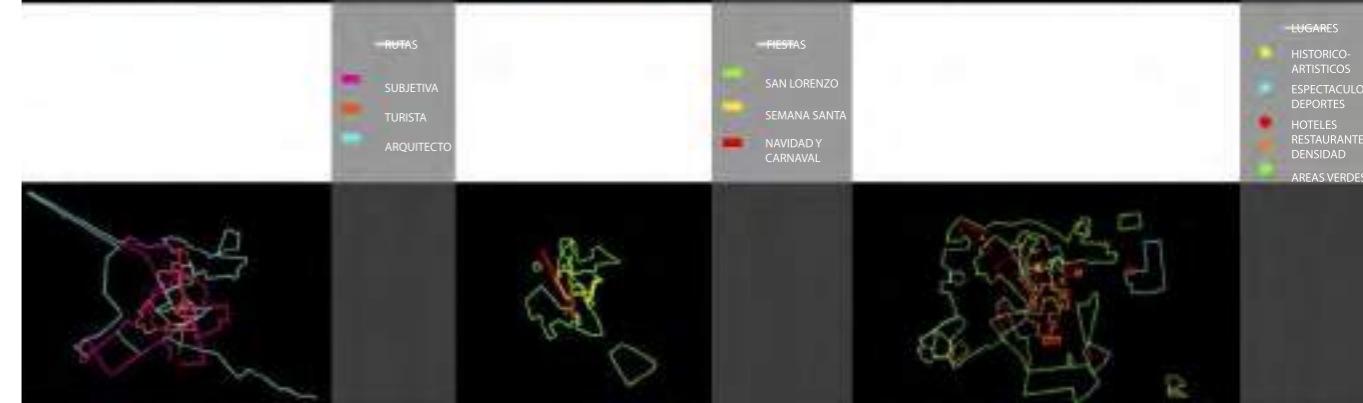 RUTAS
SUBJETIVA
TURISTA
ARQUITECTO
FIESTAS
SAN LORENZO
SEMANA SANTA
NAVIDAD Y
CARNAVAL
LUGARES
HISTORICO-
ARTISTICOS
ESPECTACULO
DEPORTES
HOTELES
RESTAURANTE
DENSIDAD
AREAS VERDES